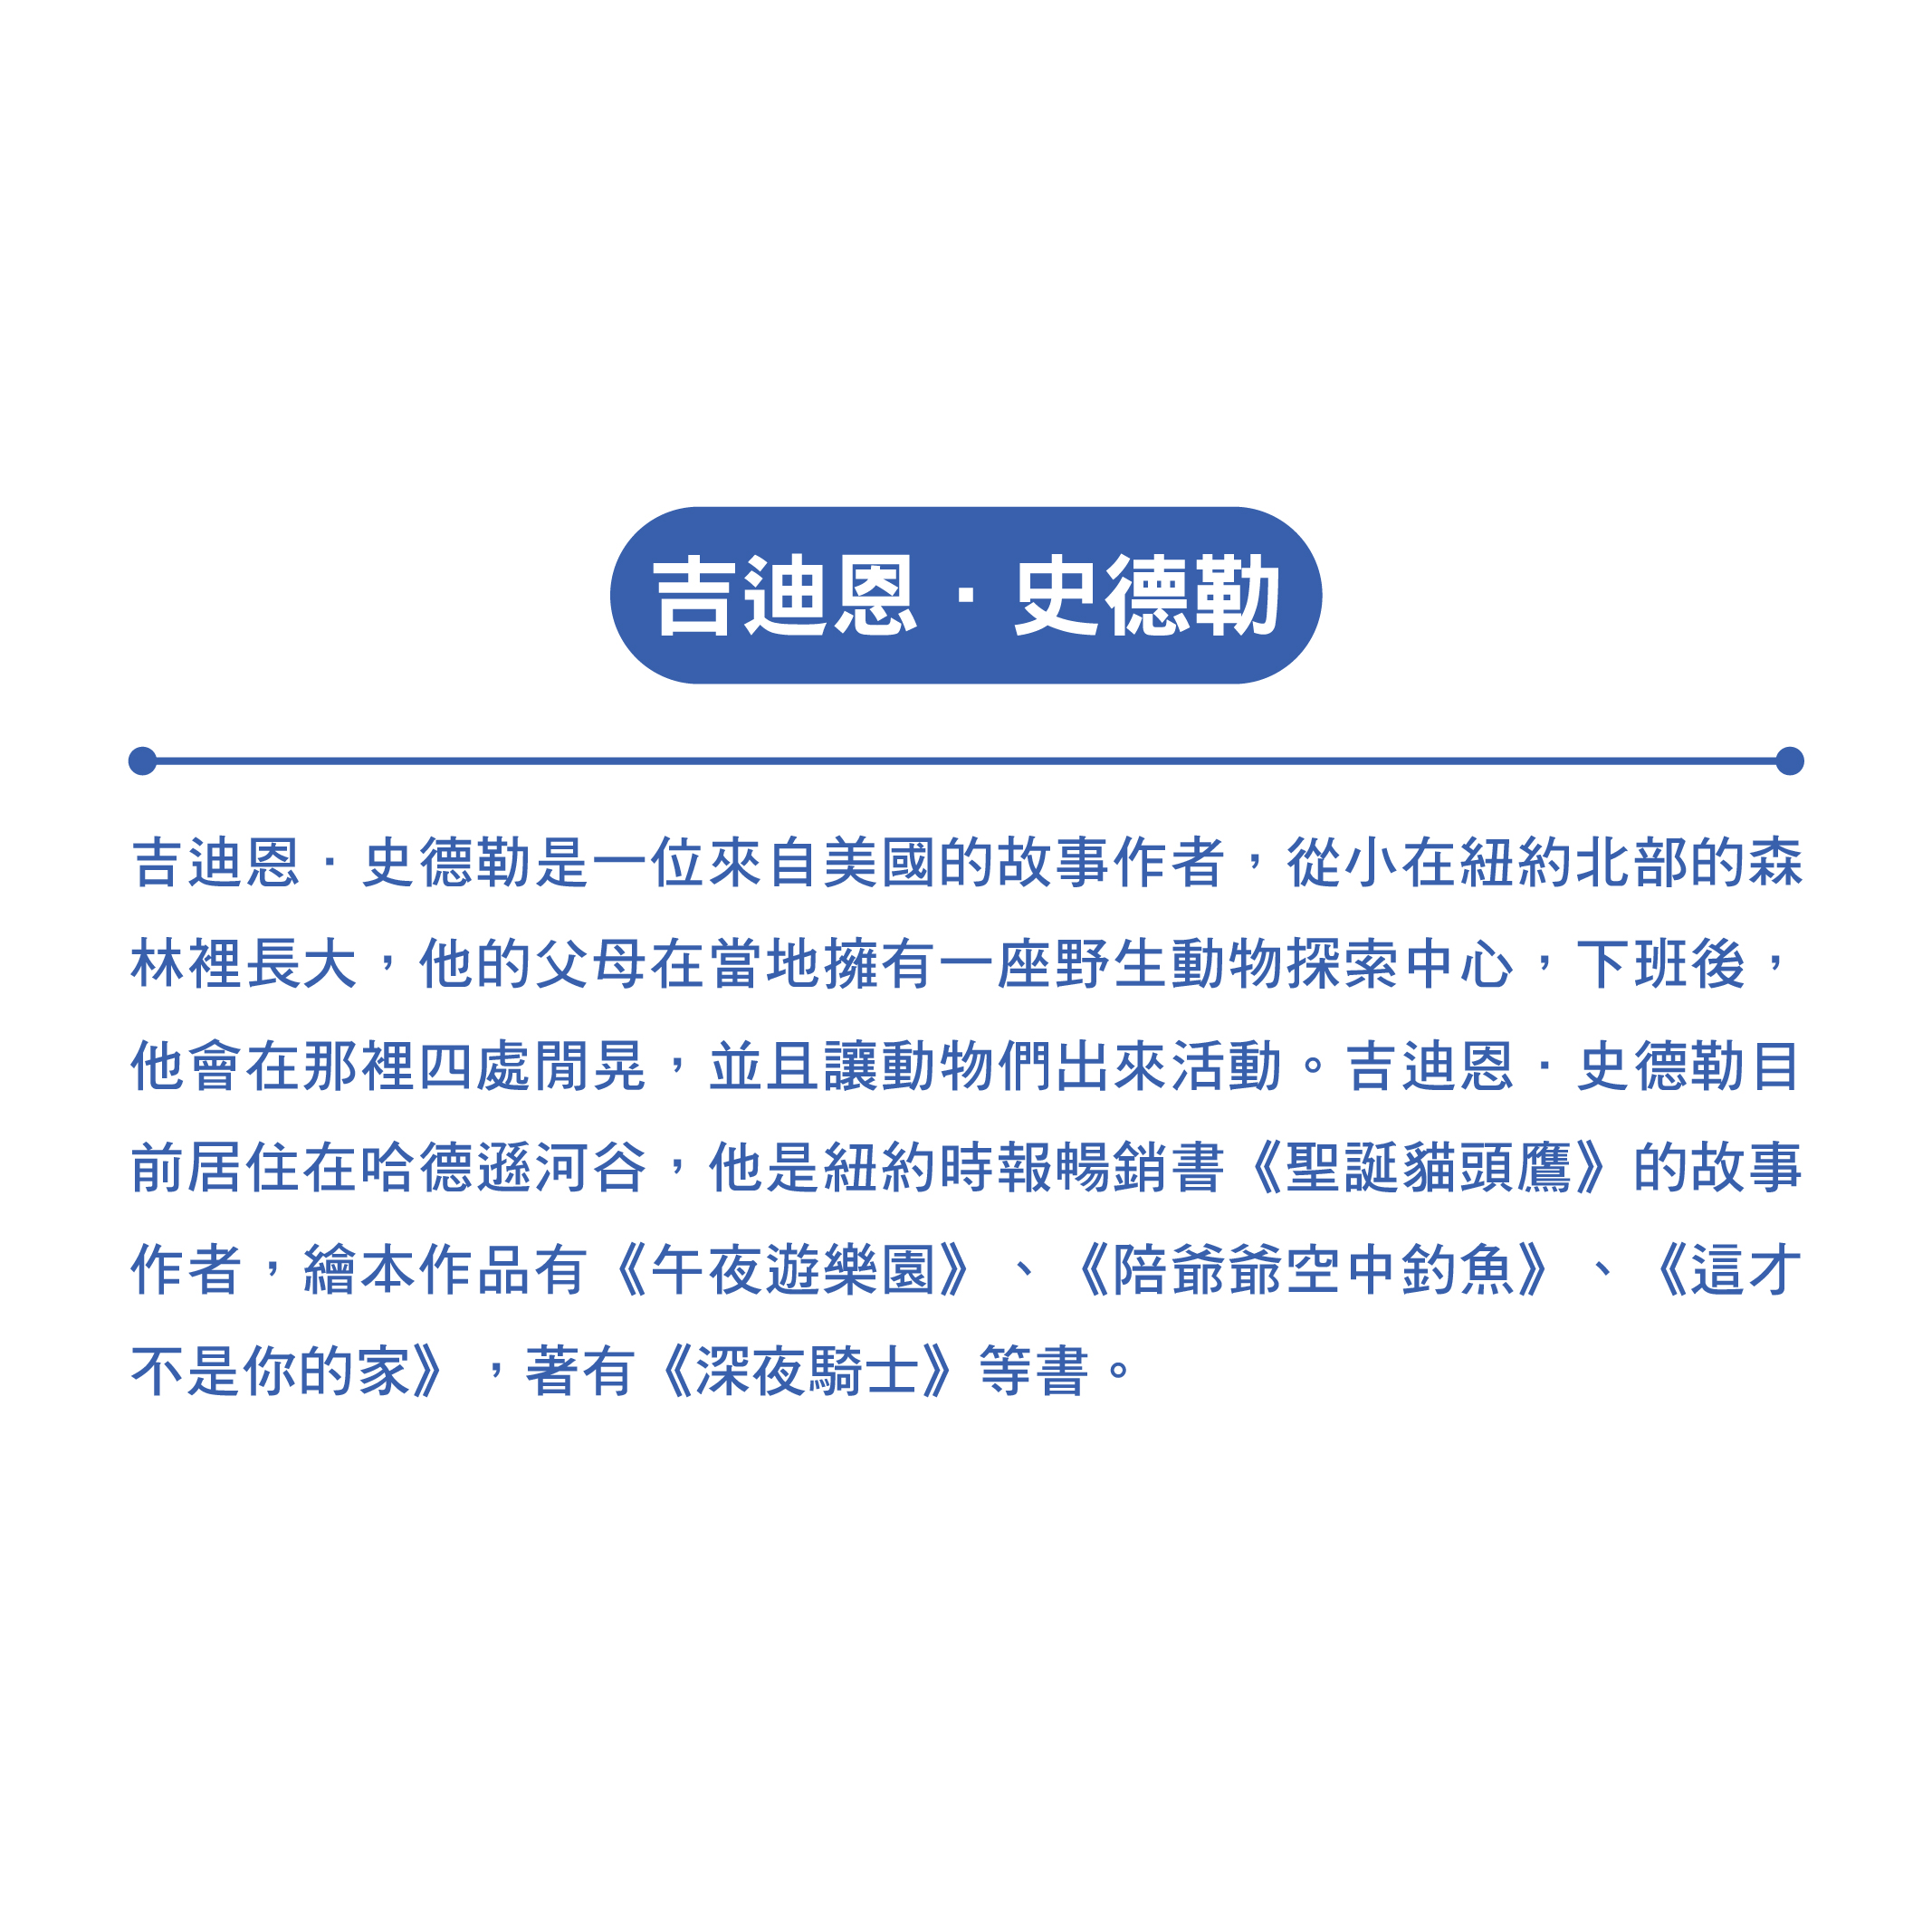 吉迪恩·史德勒
吉迪恩·史德勒是一位來自美國的故事作者，從小在紐約北部的森
林裡長大，他的父母在當地擁有一座野生動物探索中心，下班後，
他會在那裡四處閒晃，並且讓動物們出來活動。吉迪恩·史德勒目
前居住在哈德遜河谷，他是紐約時報暢銷書《聖誕貓頭鷹》的故事
作者，繪本作品有《午夜遊樂園》、《陪爺爺空中釣魚》、《這才
不是你的家》，著有《深夜騎士》等書。